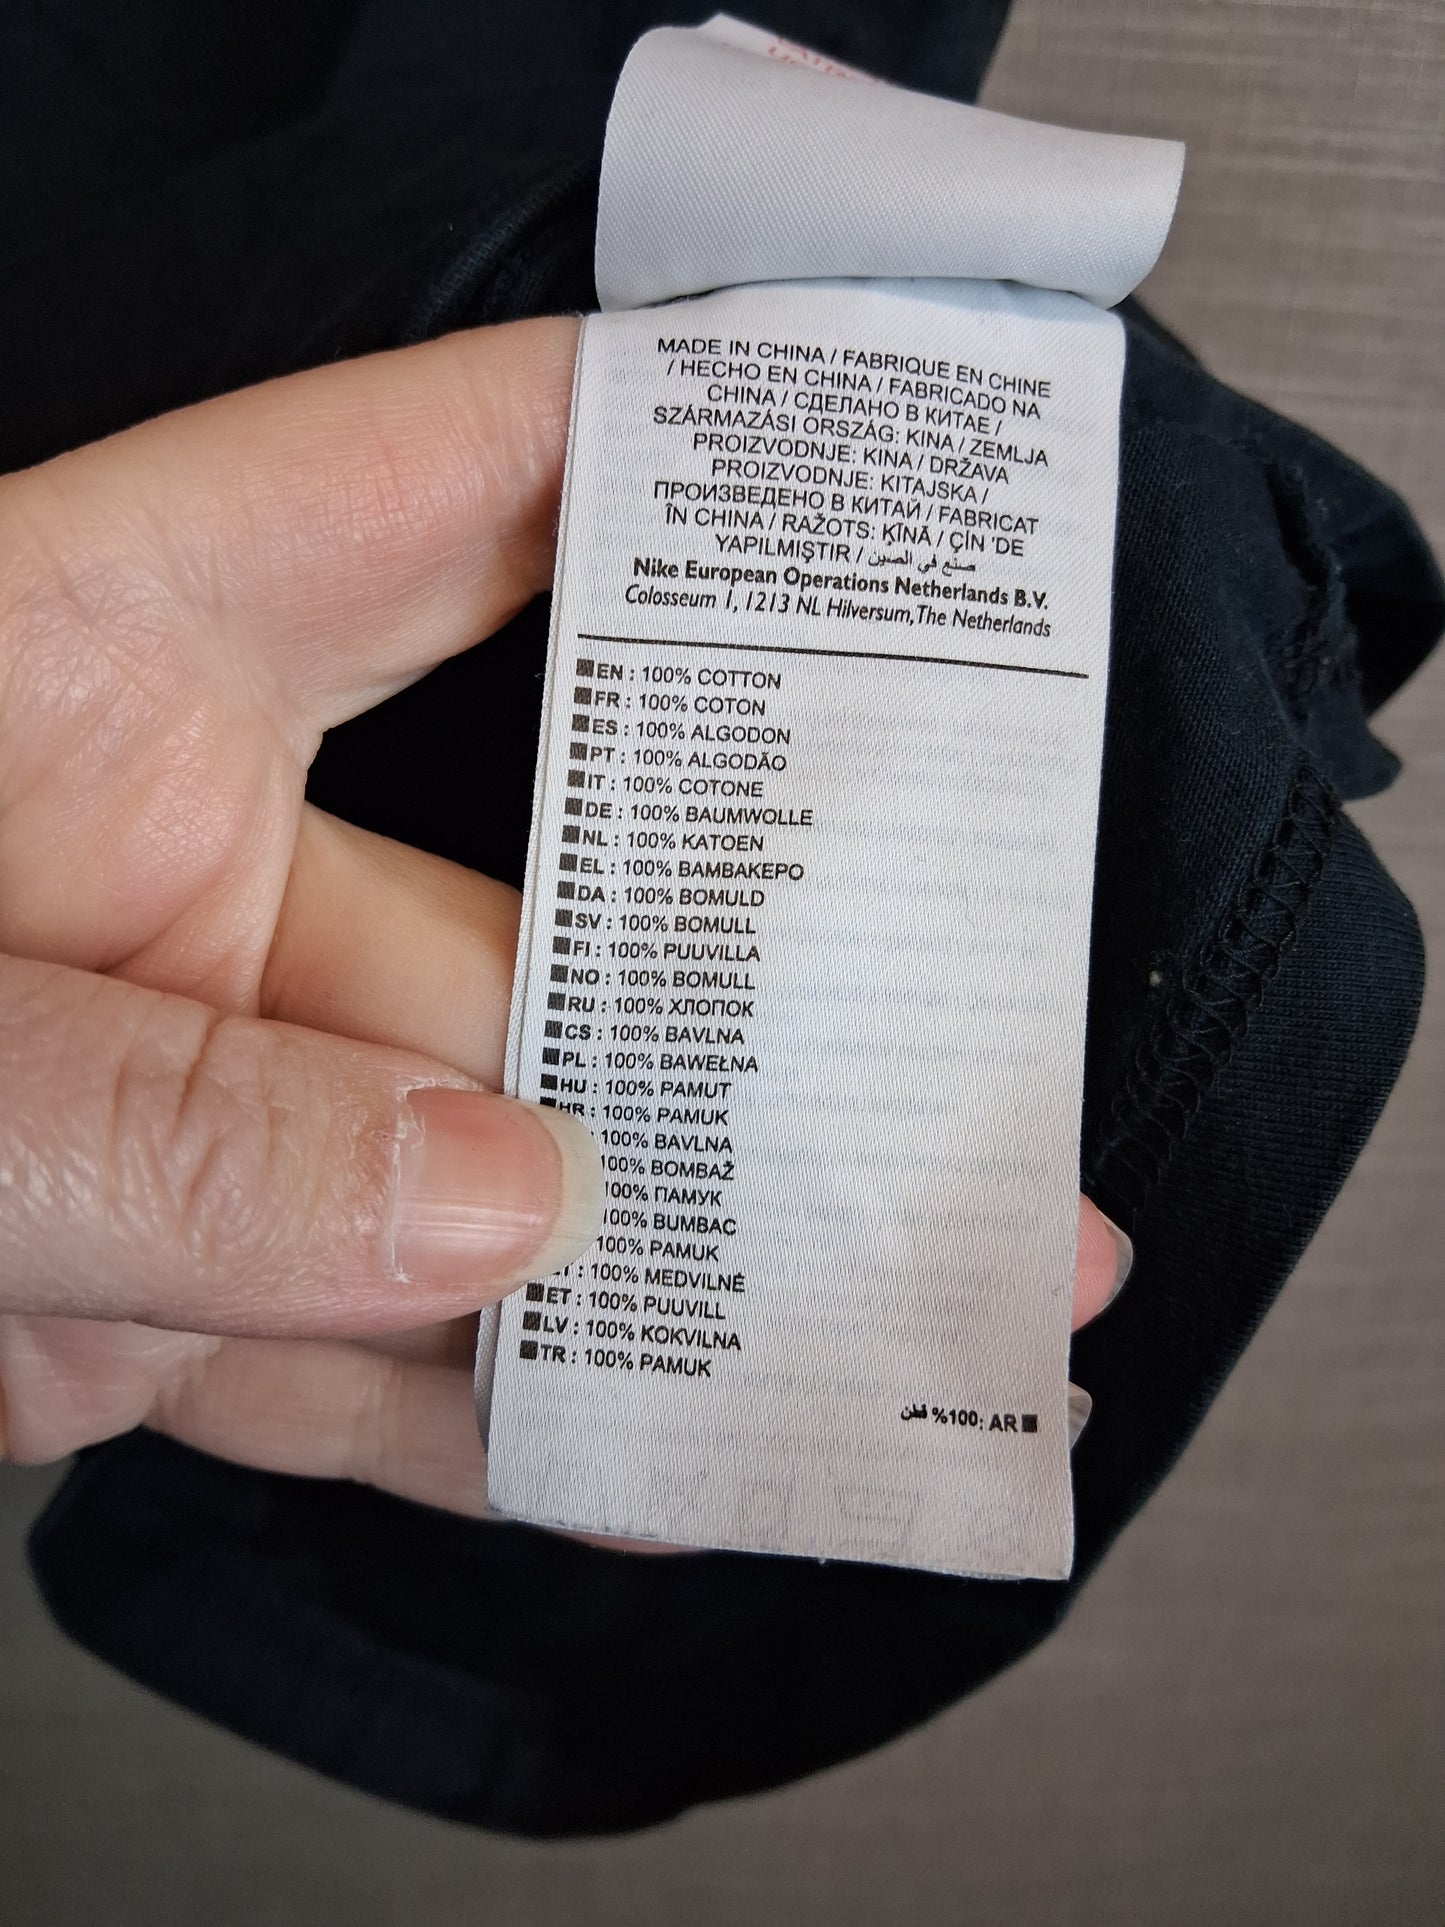 MADE IN CHINA / FABRIQUE EN CHINE
/ HECHO EN CHINA / FABRICADO NA
CHINA / СДЕЛАНО В КИТАЕ /
SZÁRMAZÁSI ORSZÁG: KINA / ZEMLJA
PROIZVODNJE: KINA / DRŽAVA
PROIZVODNJE: KITAJSKA /
ПРОИЗВЕДЕНО В КИТАЙ / FABRICAT
ÎN CHINA / RAŽOTS: ĶĪNĀ / ÇİN 'DE
YAPILMIŞTIR / صنع في الصين
Nike European Operations Netherlands B.V.
Colosseum 1, 1213 NL Hilversum, The Netherlands
EN : 100% COTTON
FR : 100% COTON
ES : 100% ALGODON
PT : 100% ALGODÃO
IT : 100% COTONE
DE : 100% BAUMWOLLE
NL : 100% KATOEN
EL : 100% ΒΑΜΒΑΚΕΡΟ
DA : 100% BOMULD
SV : 100% BOMULL
FI : 100% PUUVILLA
NO : 100% BOMULL
RU : 100% ХЛОПОК
CS : 100% BAVLNA
PL : 100% BAWEŁNA
HU : 100% PAMUT
HR : 100% PAMUK
100% BAVLNA
100% BOMBAŽ
100% ПАМУК
100% BUMBAC
100% PAMUK
: 100% MEDVILNĖ
ET : 100% PUUVILL
LV : 100% KOKVILNA
TR : 100% PAMUK
AR :100% قطن